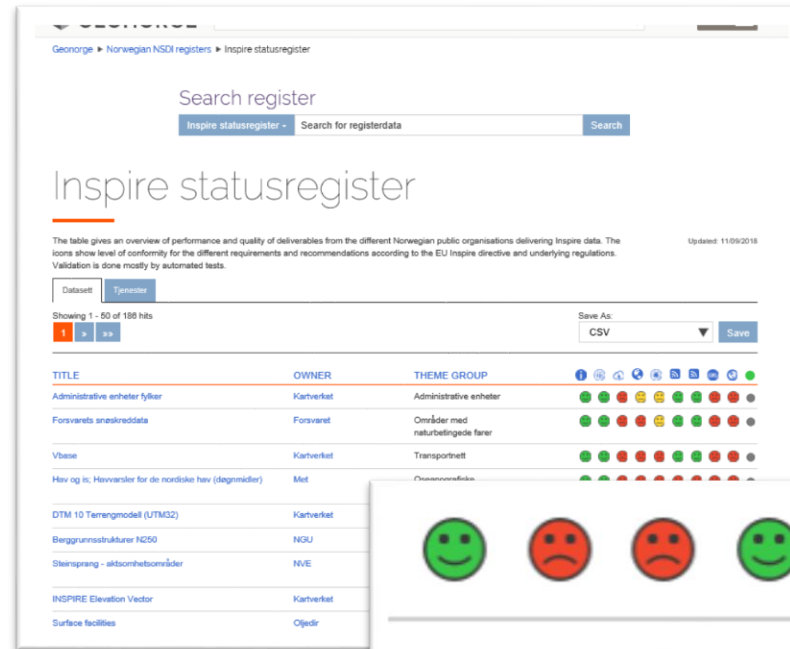 Geonorge ▸ Norwegian NSDI registers ▸ Inspire statusregister
Search register
Inspire statusregister Search for registerdata Search
Inspire statusregister
The table gives an overview of performance and quality of deliverables from the different Norwegian public organisations delivering Inspire data. The Updated: 11/09/2018
icons show level of conformity for the different requirements and recommendations according to the EU Inspire directive and underlying regulations.
Validation is done mostly by automated tests.
Datasett Tjenester
Showing 1 - 50 of 186 hits Save As:
1 > >> CSV Save
TITLE OWNER THEME GROUP
Administrative enheter fylker Kartverket Administrative enheter
Forsvarets snøskreddata Forsvaret Områder med
naturbetingede farer
Vbase Kartverket Transportnett
Hav og is; Havvarsler for de nordiske hav (døgnmidler) Met
DTM 10 Terrengmodell (UTM32) Kartverket
Berggrunnsstrukturer N250 NGU
Steinsprang - aktsomhetsområder NVE
INSPIRE Elevation Vector Kartverket
Surface facilities Oljedir